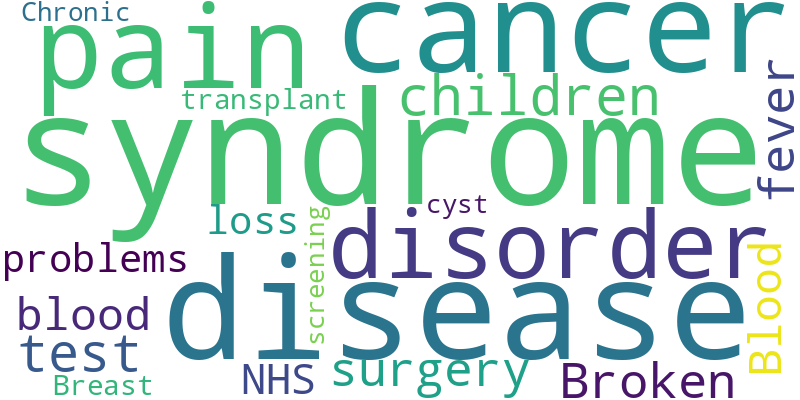 Chronic
pain
cancer
transplant
children
fever
syndrome
cyst
loss
screening
disorder
problems
disease
blood
Blood
test
surgery
Breast
NHS
Broken